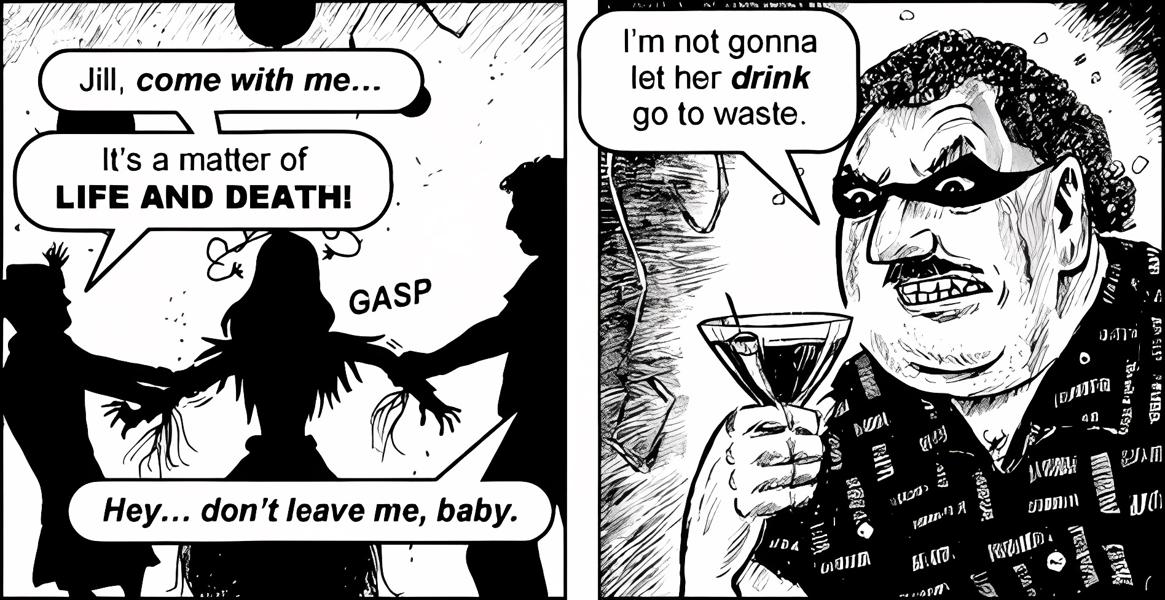 Jill, come with me...
It's a matter of
LIFE AND DEATH!
GASP
Hey... don't leave me, baby.
I'm not gonna
let her drink
go to waste.